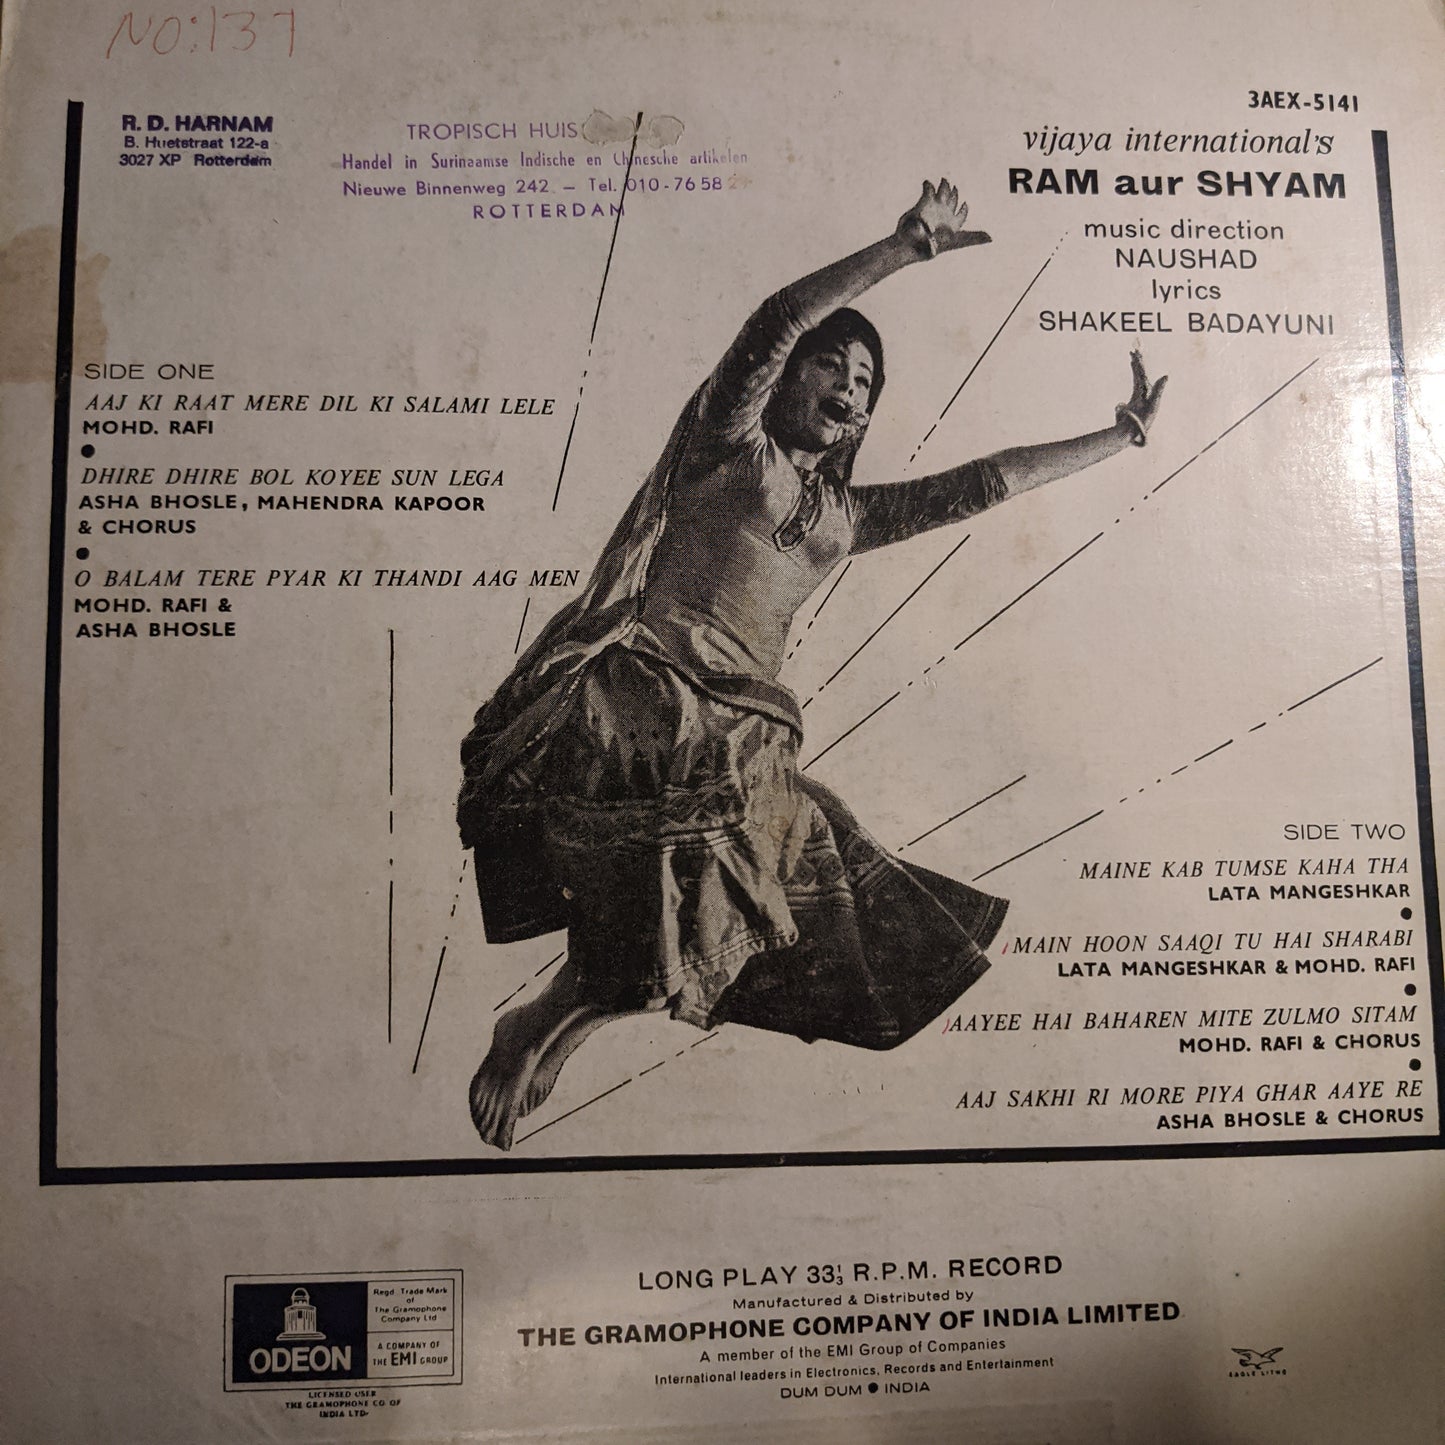 NO:137
3AEX-5141
R. D. HARNAM
B. Huetstraat 122-a
3027 XP Rotterdam
TROPISCH HUIS
Handel in Surinaamse Indische en Chinesche artikelen
Nieuwe Binnenweg 242 — Tel. 010-7658
ROTTERDAM
vijaya international's
RAM aur SHYAM
music direction
NAUSHAD
lyrics
SHAKEEL BADAYUNI
SIDE ONE
AAJ KI RAAT MERE DIL KI SALAMI LELE
MOHD. RAFI
DHIRE DHIRE BOL KOYEE SUN LEGA
ASHA BHOSLE, MAHENDRA KAPOOR
& CHORUS
O BALAM TERE PYAR KI THANDI AAG MEN
MOHD. RAFI &
ASHA BHOSLE
SIDE TWO
MAINE KAB TUMSE KAHA THA
LATA MANGESHKAR
MAIN HOON SAAQI TU HAI SHARABI
LATA MANGESHKAR & MOHD. RAFI
AAYEE HAI BAHAREN MITE ZULMO SITAM
MOHD. RAFI & CHORUS
AAJ SAKHI RI MORE PIYA GHAR AAYE RE
ASHA BHOSLE & CHORUS
ODEON
Regd. Trade Mark
of
The Gramophone
Company Ltd
A COMPANY OF
THE EMI GROUP
LICENSED USER
THE GRAMOPHONE CO OF
INDIA LTD.
LONG PLAY 33⅓ R.P.M. RECORD
Manufactured & Distributed by
THE GRAMOPHONE COMPANY OF INDIA LIMITED
A member of the EMI Group of Companies
International leaders in Electronics, Records and Entertainment
DUM DUM ● INDIA
EAGLE LITHO